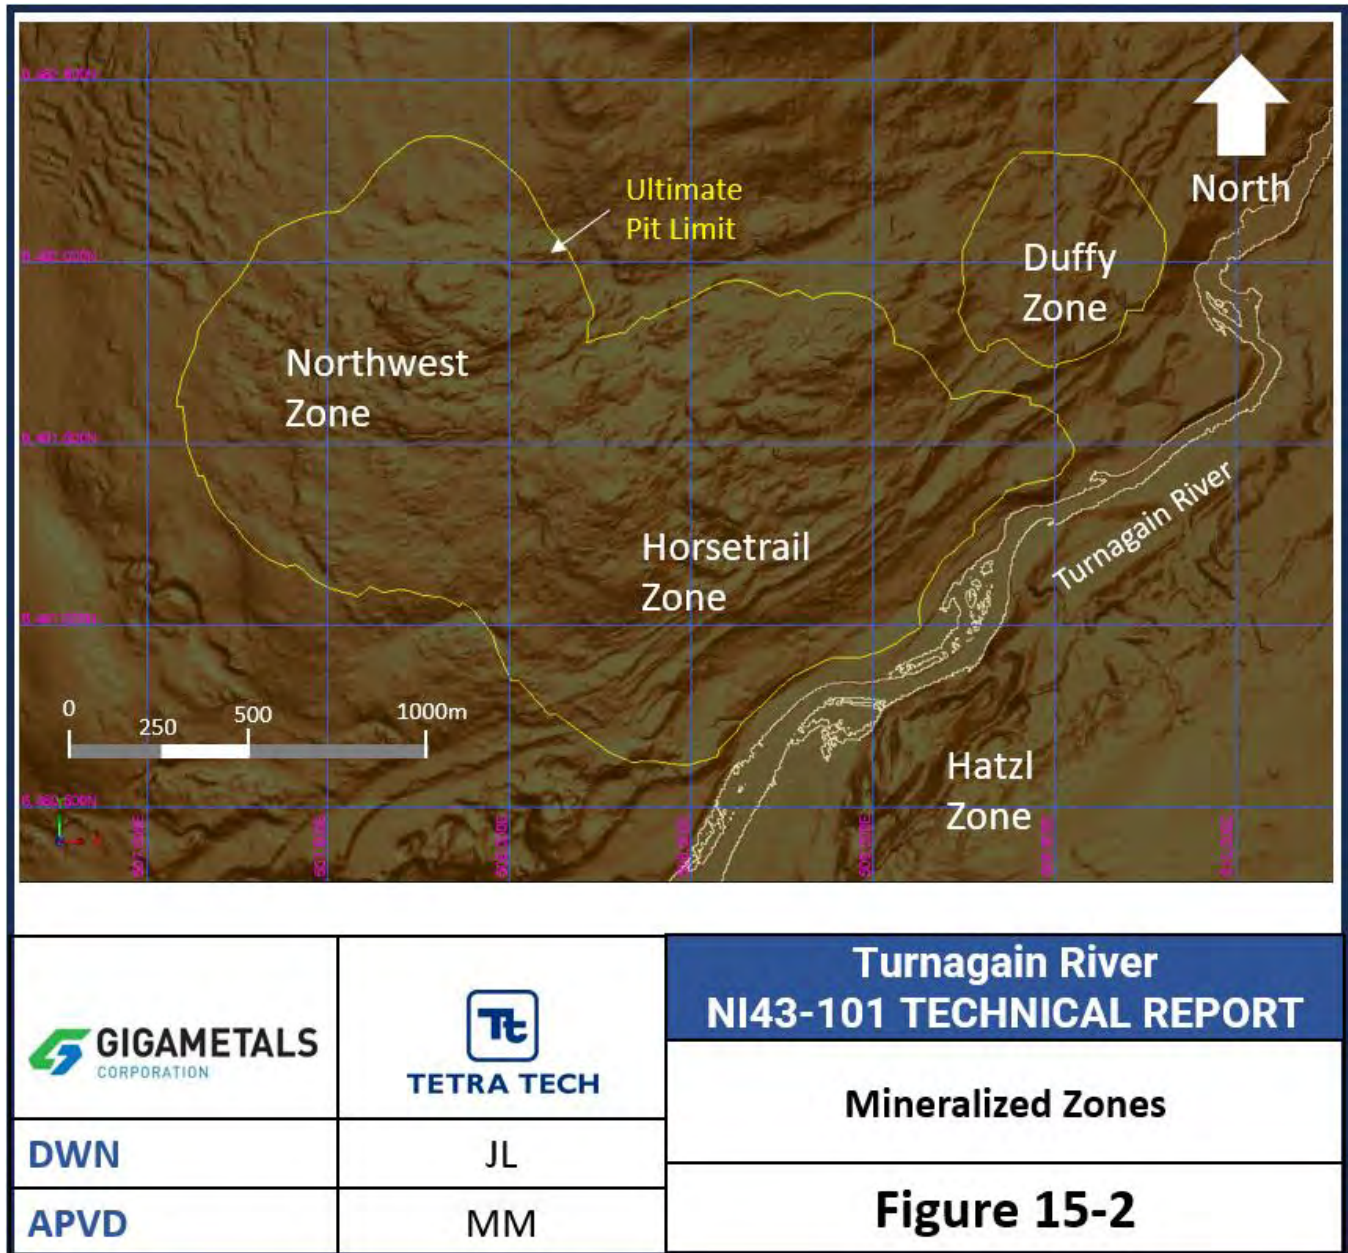 North
Ultimate
Pit Limit
Duffy
Zone
Northwest
Zone
Turnagain River
Horsetrail
Zone
0
250
500
1000m
Hatzl
Zone
GIGAMETALS
CORPORATION
Tt
TETRA TECH
Turnagain River
NI43-101 TECHNICAL REPORT
Mineralized Zones
DWN
JL
Figure 15-2
APVD
MM